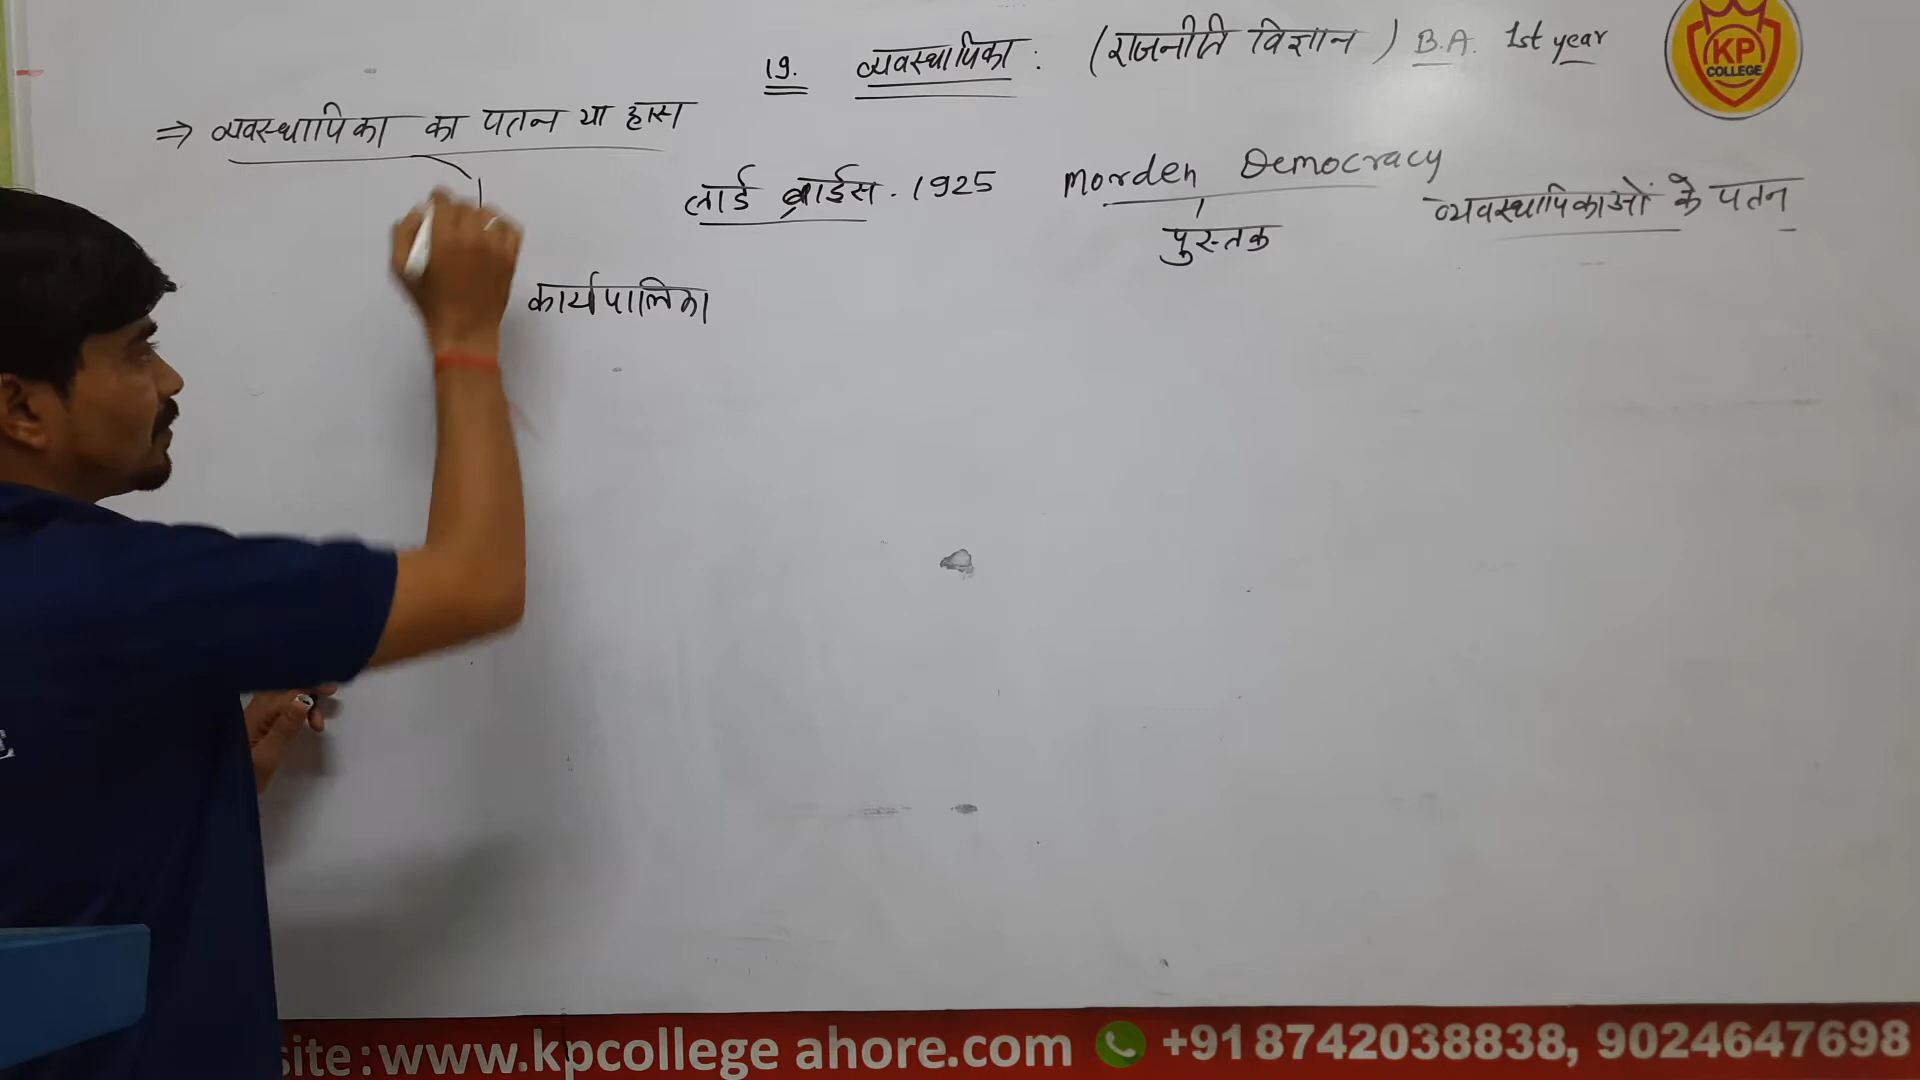 19. व्यवस्थापिका : (राजनीति विज्ञान) B.A. 1st year
KP
COLLEGE
⇒ व्यवस्थापिका का पतन या ह्रास
लार्ड ब्राईस . 1925 Morden Democracy व्यवस्थापिकाओं के पतन
पुस्तक
कार्यपालिका
site:www.kpcollege ahore.com +91 8742038838, 9024647698